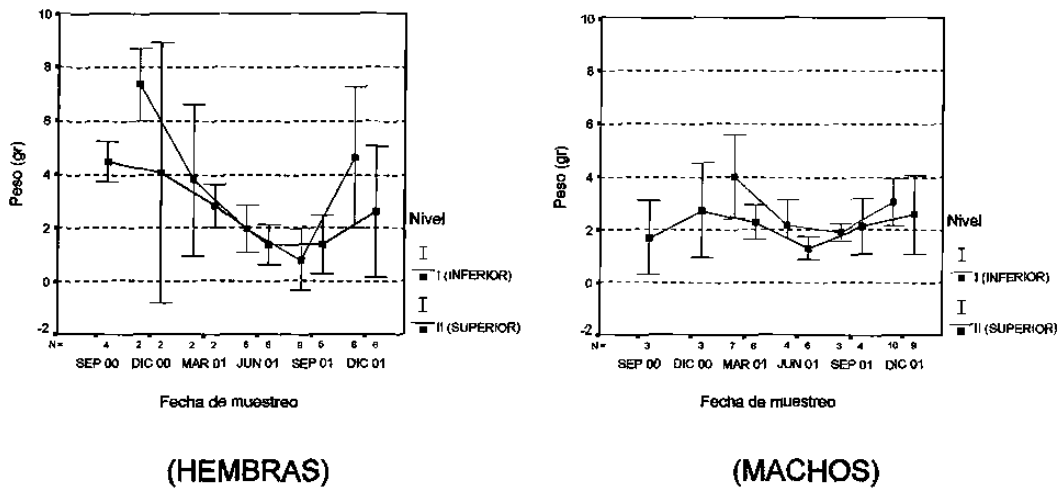 10
8
6
4
2
0
-2
Peso (gr)
N= 4 2 2 2 2 5 6 8 5 6 6
SEP 00 DIC 00 MAR 01 JUN 01 SEP 01 DIC 01
Fecha de muestreo
Nivel
I (INFERIOR)
II (SUPERIOR)
(HEMBRAS)
10
8
6
4
2
0
-2
Peso (gr)
N= 3 3 7 6 4 6 3 4 10 9
SEP 00 DIC 00 MAR 01 JUN 01 SEP 01 DIC 01
Fecha de muestreo
Nivel
I (INFERIOR)
II (SUPERIOR)
(MACHOS)